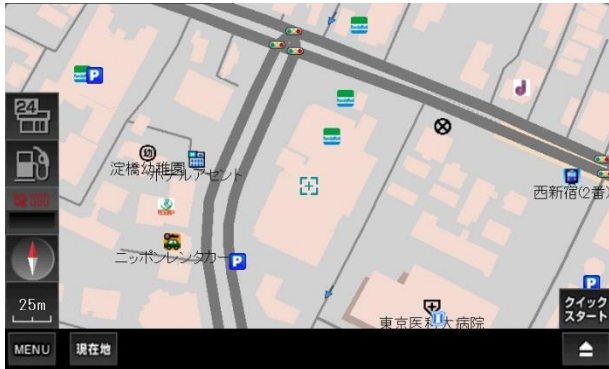 24
P
幼
淀橋幼稚園
ホテルアセント
西新宿(2番
ニッポンレンタカー
P
P
25m
東京医科大病院
クイック
スタート
MENU
現在地